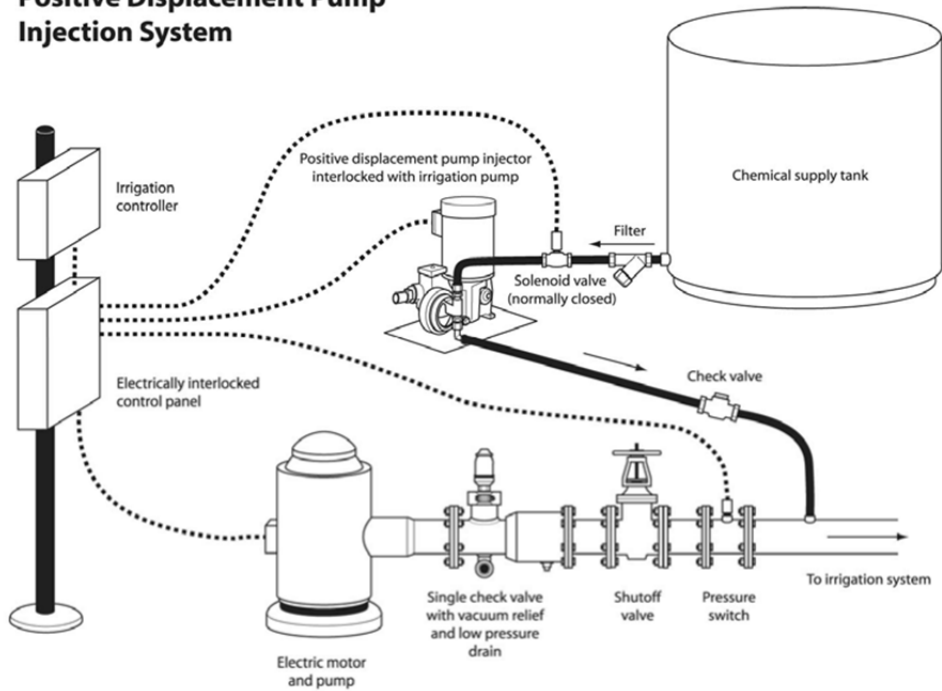 Positive Displacement Pump
Injection System
Irrigation
controller
Positive displacement pump injector
interlocked with irrigation pump
Chemical supply tank
Filter
Solenoid valve
(normally closed)
Electrically interlocked
control panel
Check valve
To irrigation system
Single check valve
with vacuum relief
and low pressure
drain
Shutoff
valve
Pressure
switch
Electric motor
and pump